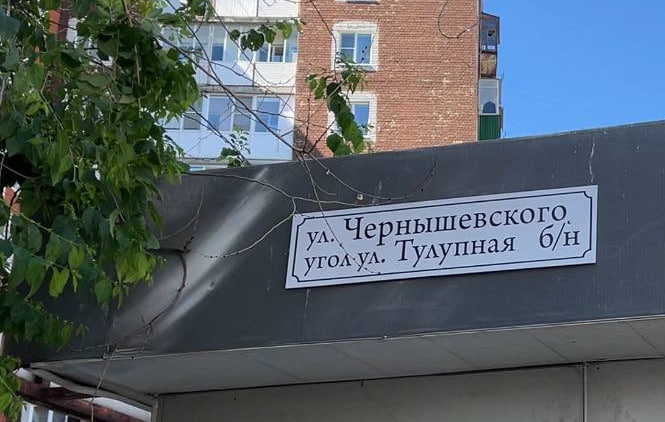 ул. Чернышевского
угол ул. Тулупная б/н